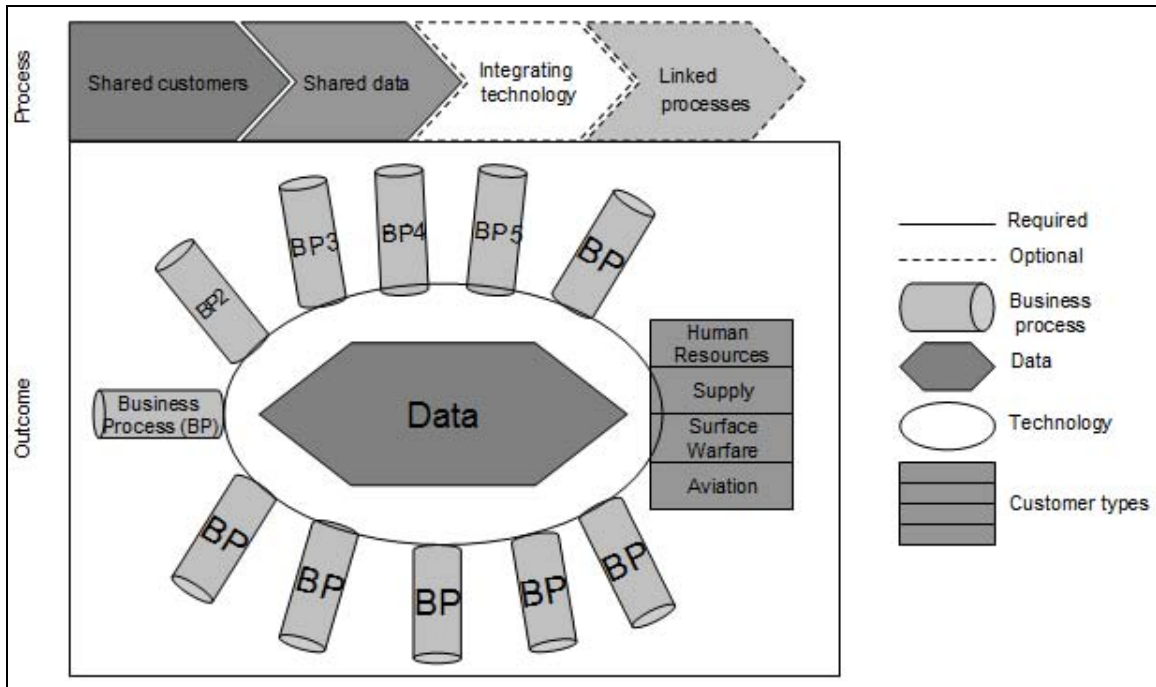 Process
Shared customers
Shared data
Integrating
technology
Linked
processes
Outcome
BP2
BP3
BP4
BP5
BP
Business
Process (BP)
Data
Human
Resources
Supply
Surface
Warfare
Aviation
BP
BP
BP
BP
BP
Required
Optional
Business
process
Data
Technology
Customer types